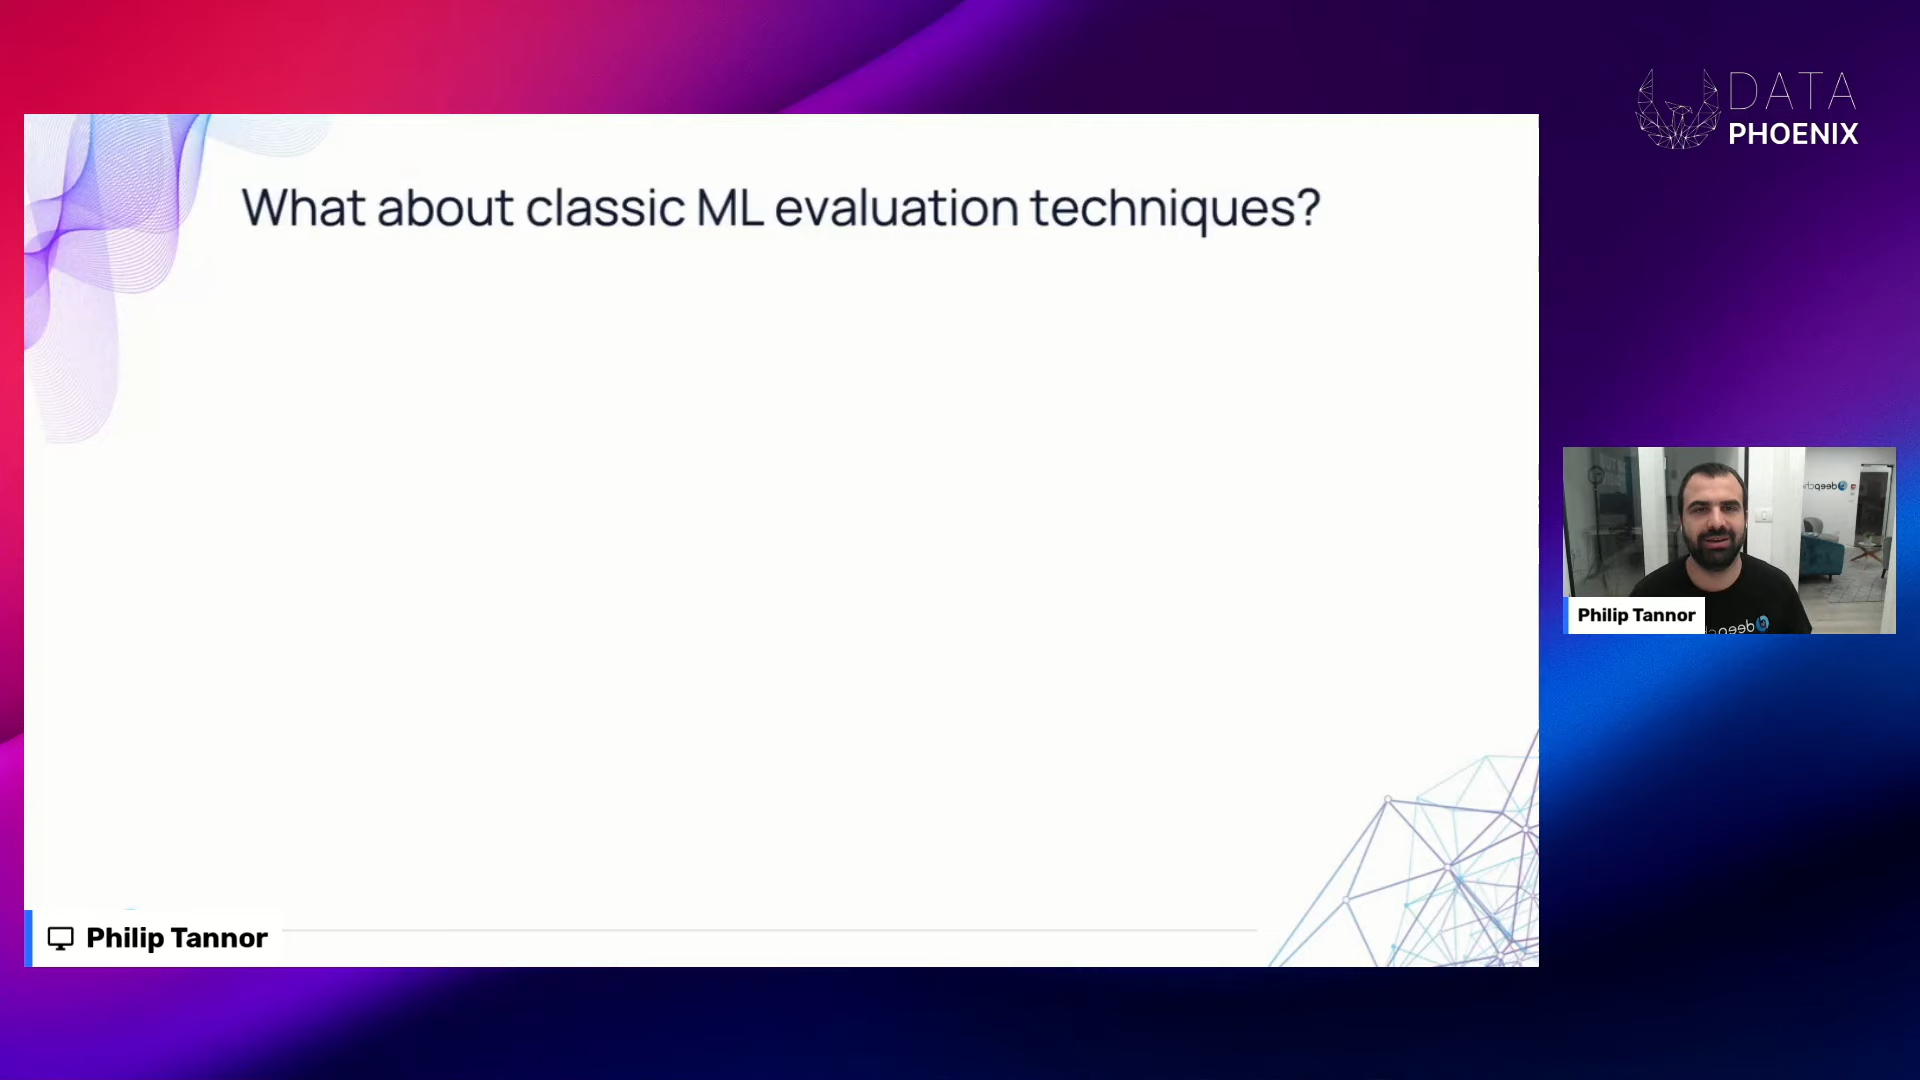 DATA
PHOENIX
What about classic ML evaluation techniques?
Philip Tannor
Philip Tannor